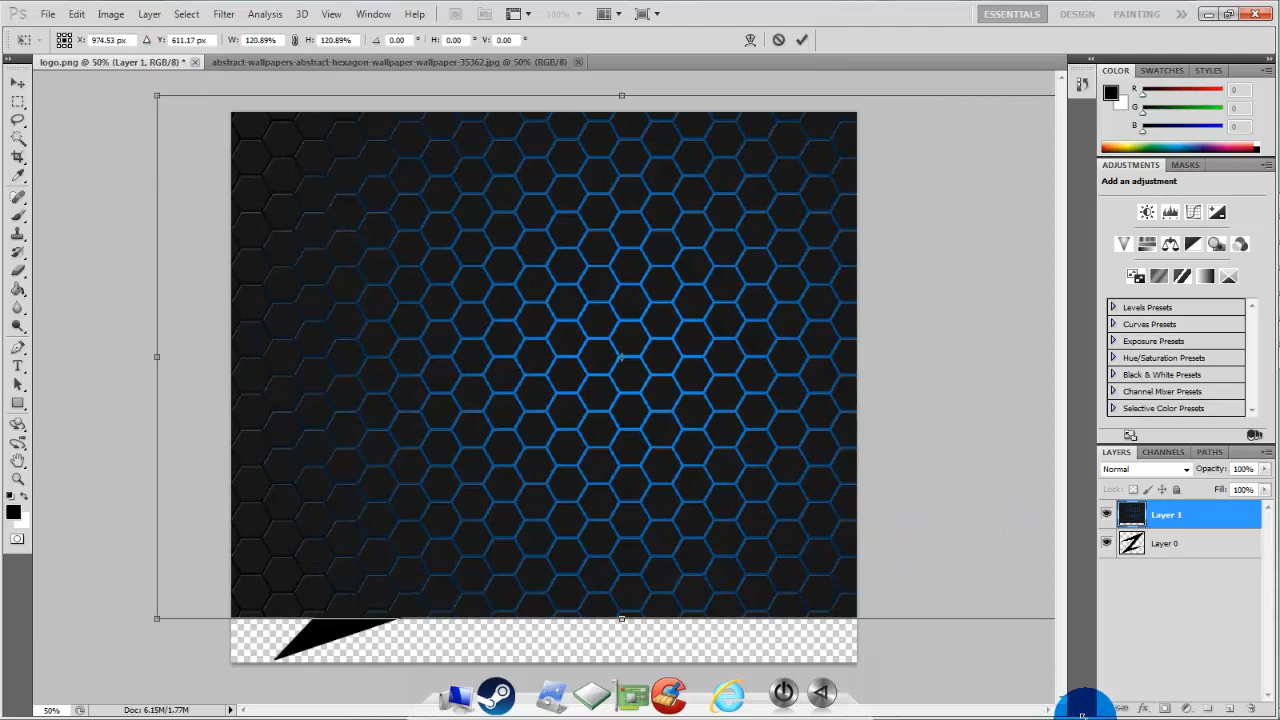 Ps File Edit Image Layer Select Filter Analysis 3D View Window Help Br Mb 100% ESSENTIALS DESIGN PAINTING
X: 974.53 px Y: 611.17 px W: 120.89% H: 120.89% 0.00 ° H: 0.00 ° V: 0.00 °
logo.png @ 50% (Layer 1, RGB/8) * abstract-wallpapers-abstract-hexagon-wallpaper-wallpaper-35362.jpg @ 50% (RGB/8)
COLOR SWATCHES STYLES
R 0
G 0
B 0
ADJUSTMENTS MASKS
Add an adjustment
Levels Presets
Curves Presets
Exposure Presets
Hue/Saturation Presets
Black & White Presets
Channel Mixer Presets
Selective Color Presets
LAYERS CHANNELS PATHS
Normal Opacity: 100%
Lock: Fill: 100%
Layer 1
Layer 0
50% Doc: 6.15M/1.77M